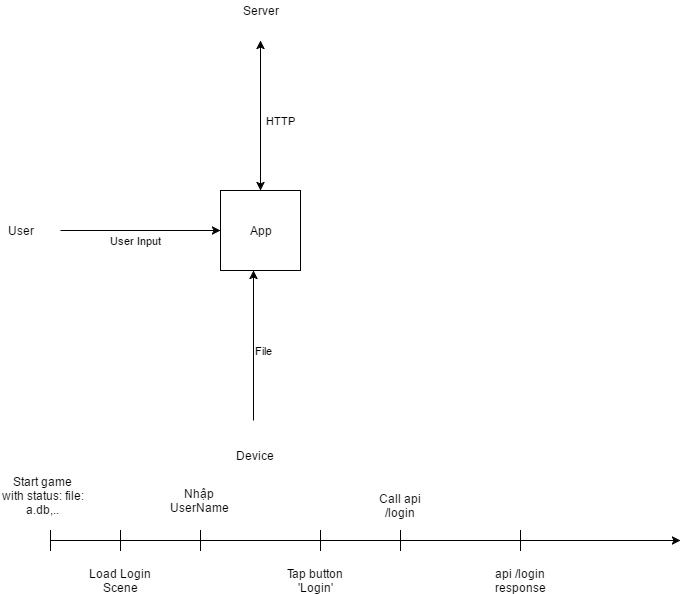 Server
HTTP
User
User Input
App
File
Device
Start game
with status: file:
a.db,..
Nhập
UserName
Call api
/login
Load Login
Scene
Tap button
'Login'
api /login
response